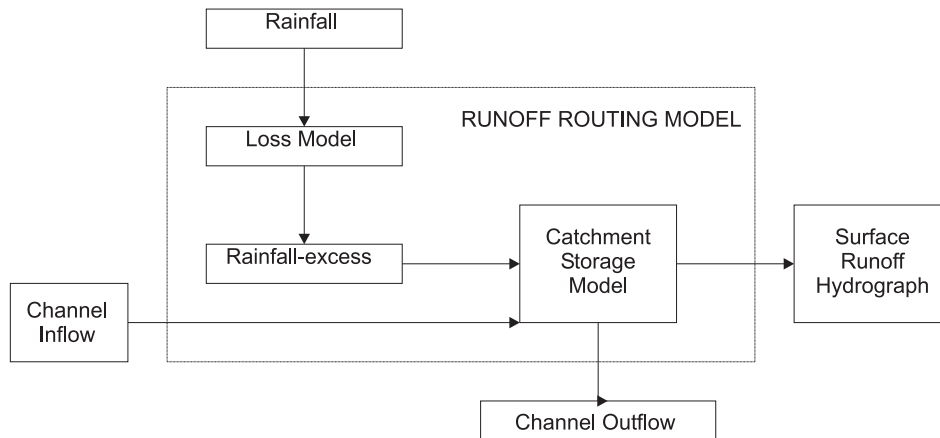 Rainfall
RUNOFF ROUTING MODEL
Loss Model
Rainfall-excess
Catchment
Storage
Model
Surface
Runoff
Hydrograph
Channel
Inflow
Channel Outflow